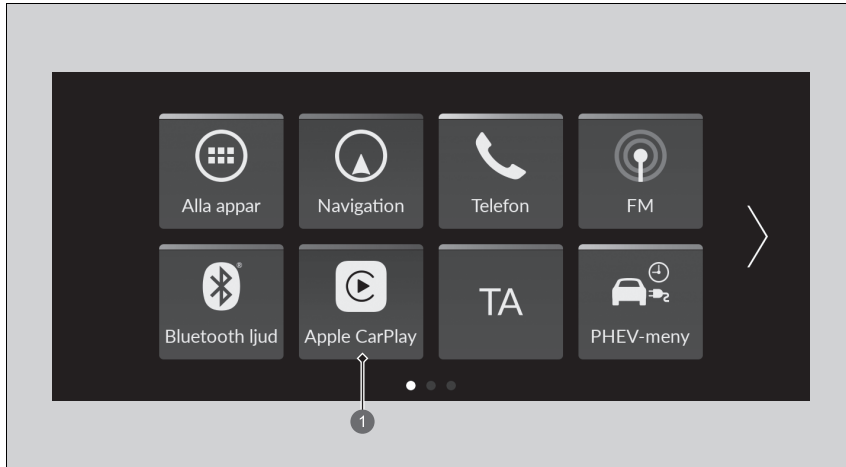 Alla appar
Navigation
Telefon
FM
Bluetooth ljud
Apple CarPlay
TA
PHEV-meny
1